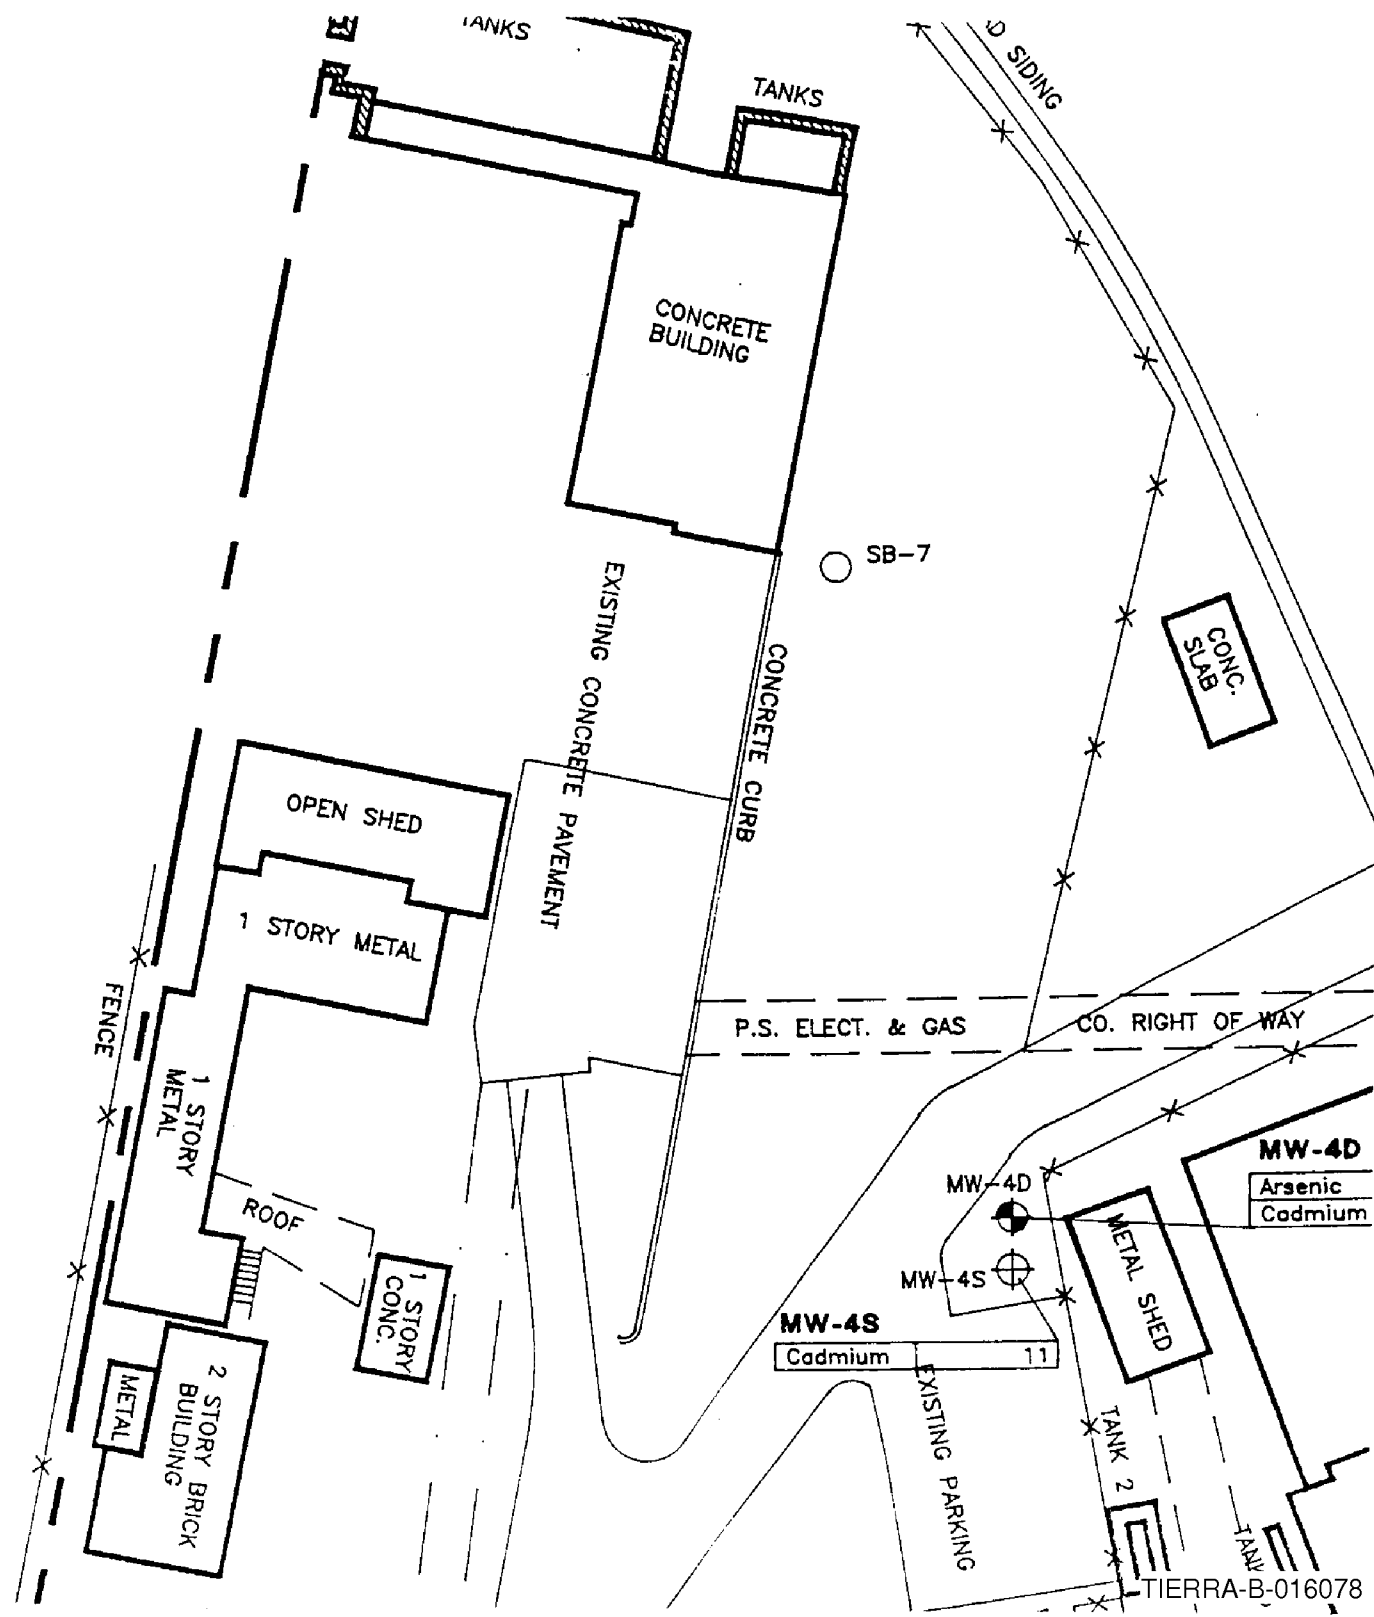 TANKS
TANKS
D SIDING
CONCRETE
BUILDING
SB-7
EXISTING CONCRETE PAVEMENT
CONCRETE CURB
CONC.
SLAB
OPEN SHED
1 STORY METAL
FENCE
P.S. ELECT. & GAS CO. RIGHT OF WAY
1 STORY
METAL
ROOF
1 STORY
CONC.
MW-4D
MW-4D
Arsenic
Cadmium
METAL SHED
MW-4S
MW-4S
Cadmium 11
METAL
2 STORY BRICK
BUILDING
EXISTING PARKING
TANK 2
TANK
TIERRA-B-016078